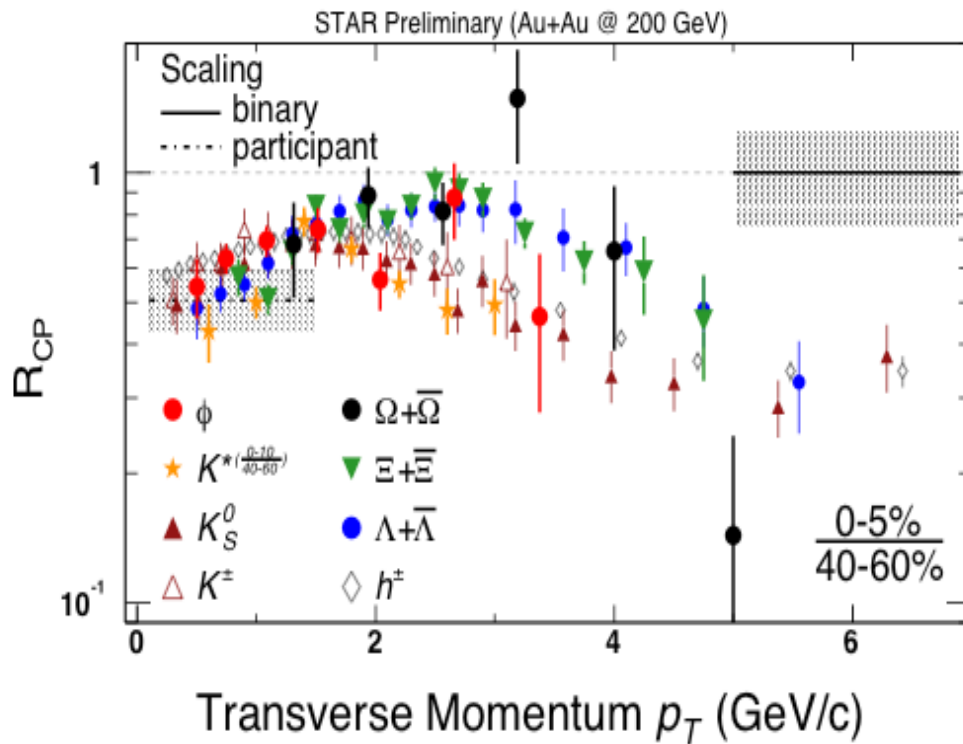 STAR Preliminary (Au+Au @ 200 GeV)
Scaling
binary
participant
R_CP
1
10⁻¹
ϕ
K*(0-10/40-60)
K⁰_S
K±
Ω+Ω̅
Ξ+Ξ̅
Λ+Λ̅
h±
0-5%
40-60%
0 2 4 6
Transverse Momentum p_T (GeV/c)